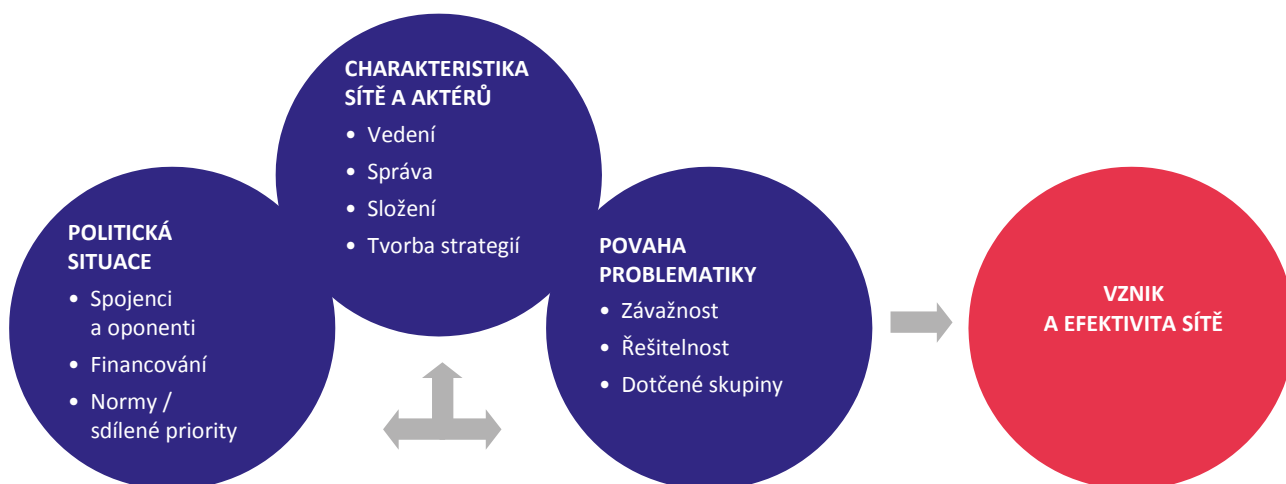 CHARAKTERISTIKA
SÍTĚ A AKTÉRŮ
• Vedení
• Správa
• Složení
• Tvorba strategií
POLITICKÁ
SITUACE
• Spojenci
a oponenti
• Financování
• Normy /
sdílené priority
POVAHA
PROBLEMATIKY
• Závažnost
• Řešitelnost
• Dotčené skupiny
VZNIK
A EFEKTIVITA SÍTĚ